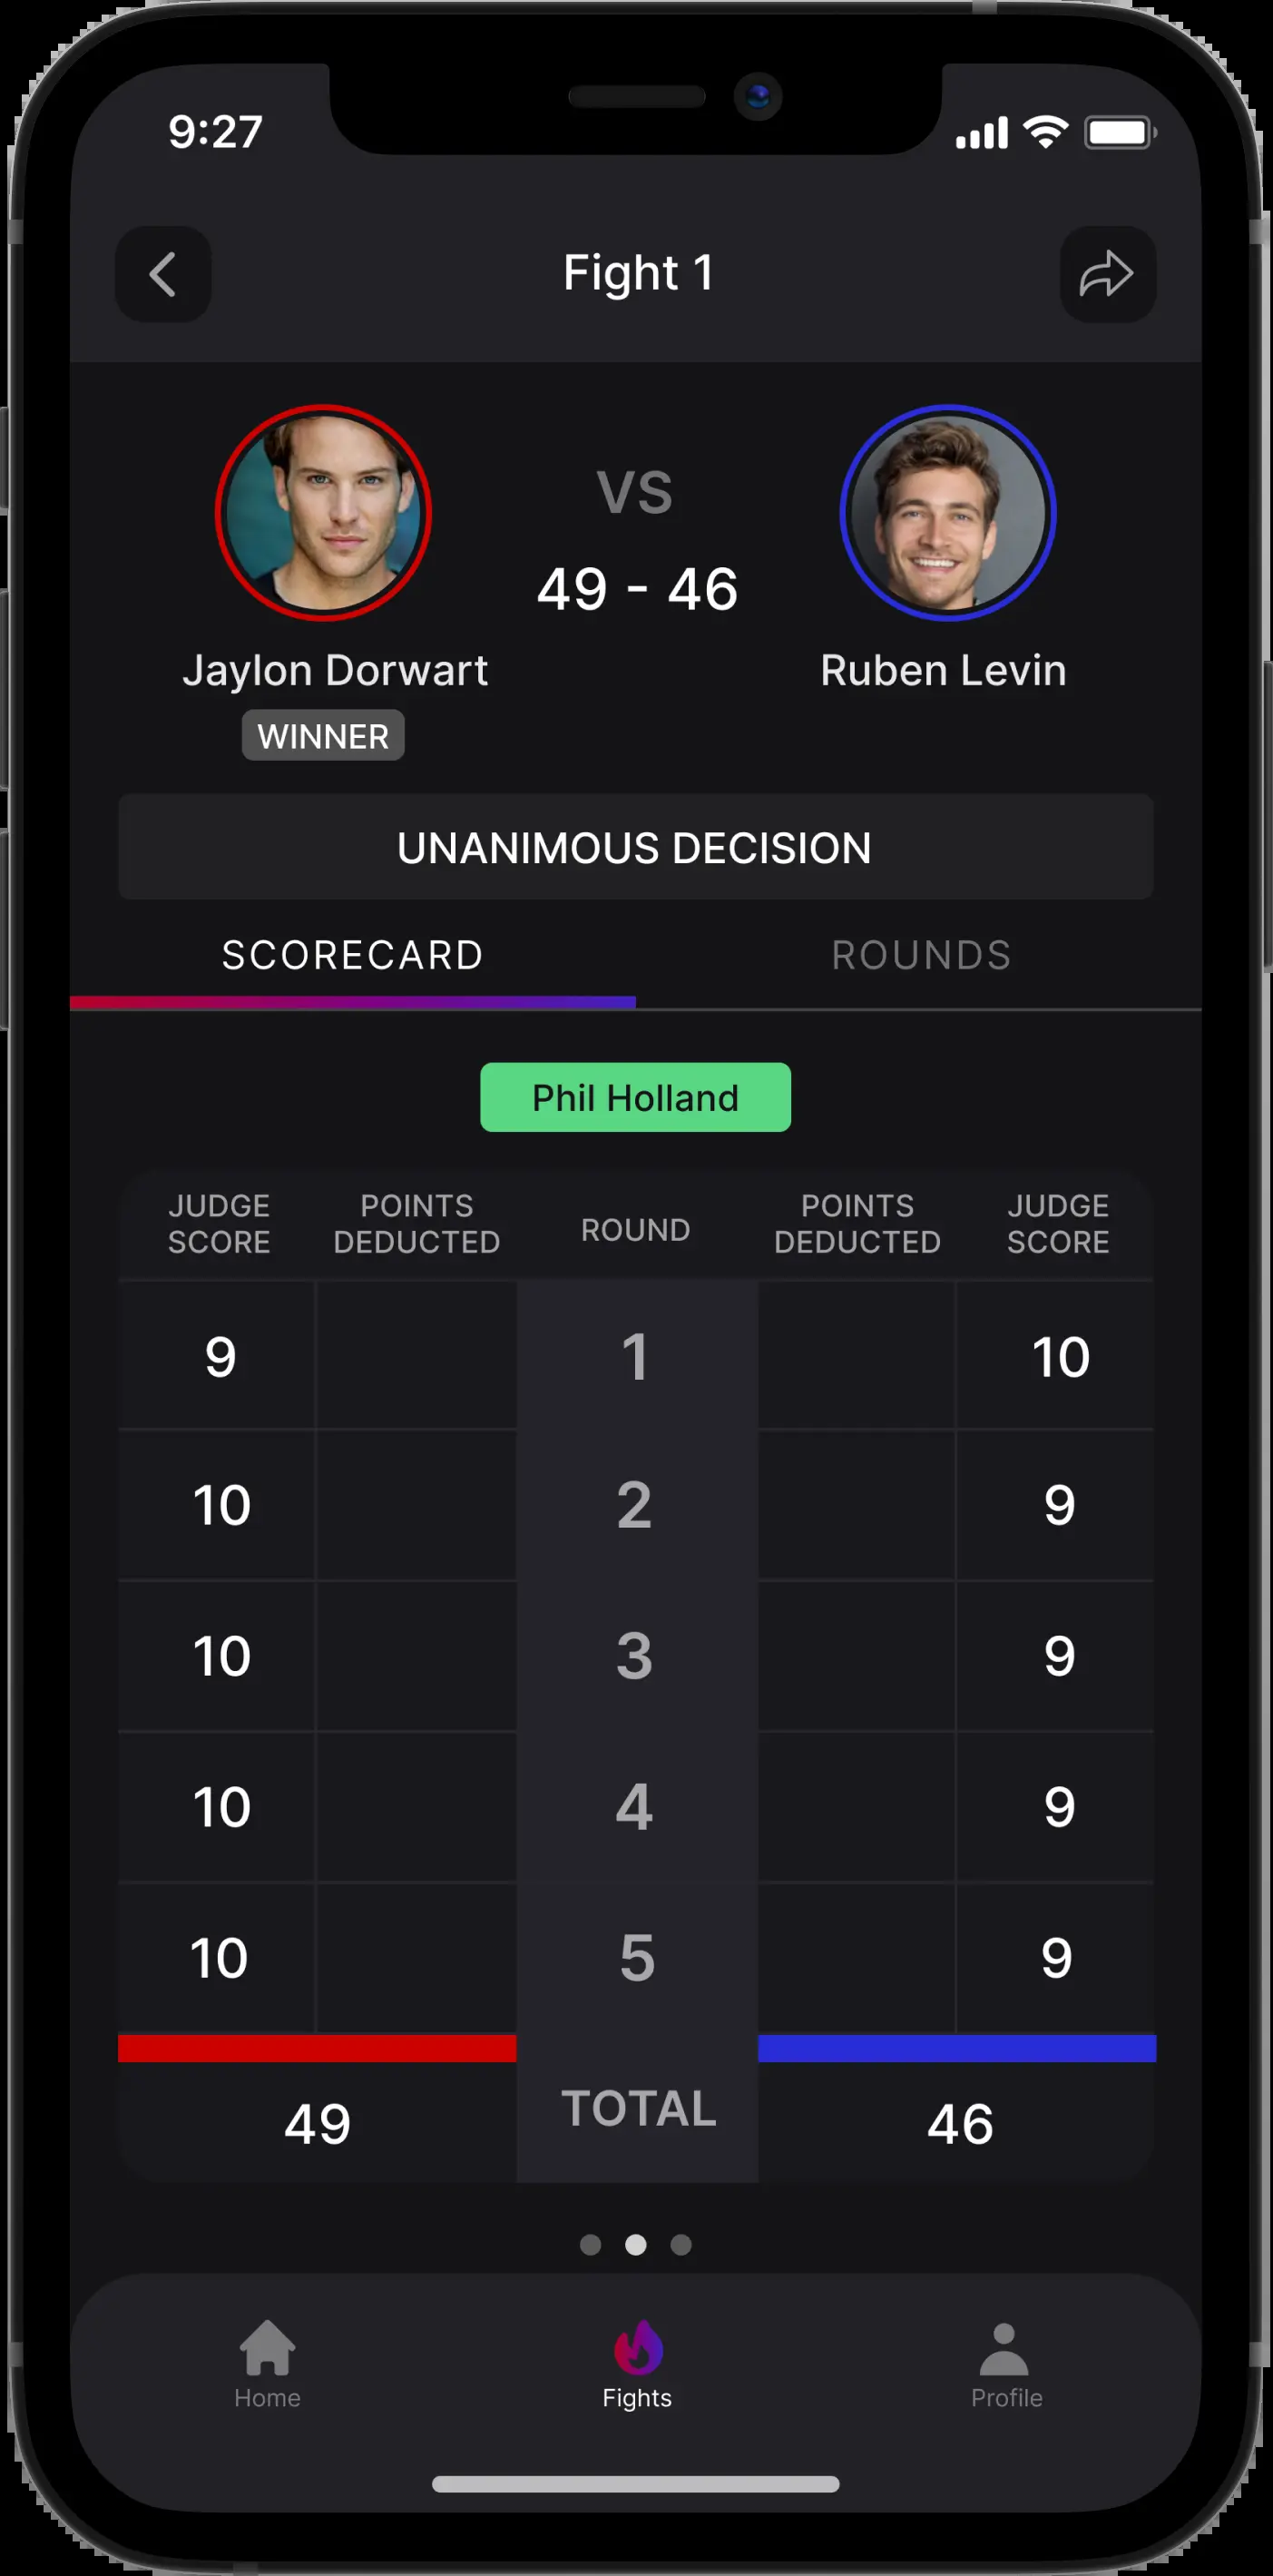 9:27
Fight 1
VS
49 - 46
Jaylon Dorwart
Ruben Levin
WINNER
UNANIMOUS DECISION
SCORECARD
ROUNDS
Phil Holland
JUDGE SCORE
POINTS DEDUCTED
ROUND
POINTS DEDUCTED
JUDGE SCORE
9 1 10
10 2 9
10 3 9
10 4 9
10 5 9
49 TOTAL 46
Home
Fights
Profile